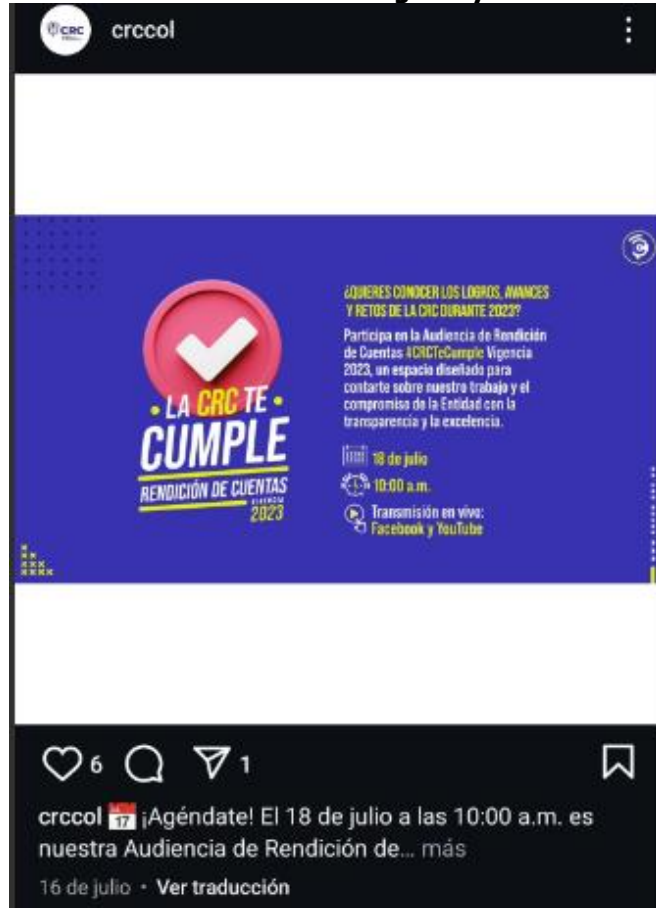 CRC
crccol
¿QUIERES CONOCER LOS LOGROS, AVANCES
Y RETOS DE LA CRC DURANTE 2023?
Participa en la Audiencia de Rendición
de Cuentas #CRCTeCumple Vigencia
2023, un espacio diseñado para
contarte sobre nuestro trabajo y el
compromiso de la Entidad con la
transparencia y la excelencia.
18 de julio
10:00 a.m.
Transmisión en vivo:
Facebook y YouTube
• LA CRC TE •
CUMPLE
RENDICIÓN DE CUENTAS
VIGENCIA
2023
6
1
crccol 17 ¡Agéndate! El 18 de julio a las 10:00 a.m. es
nuestra Audiencia de Rendición de... más
16 de julio • Ver traducción